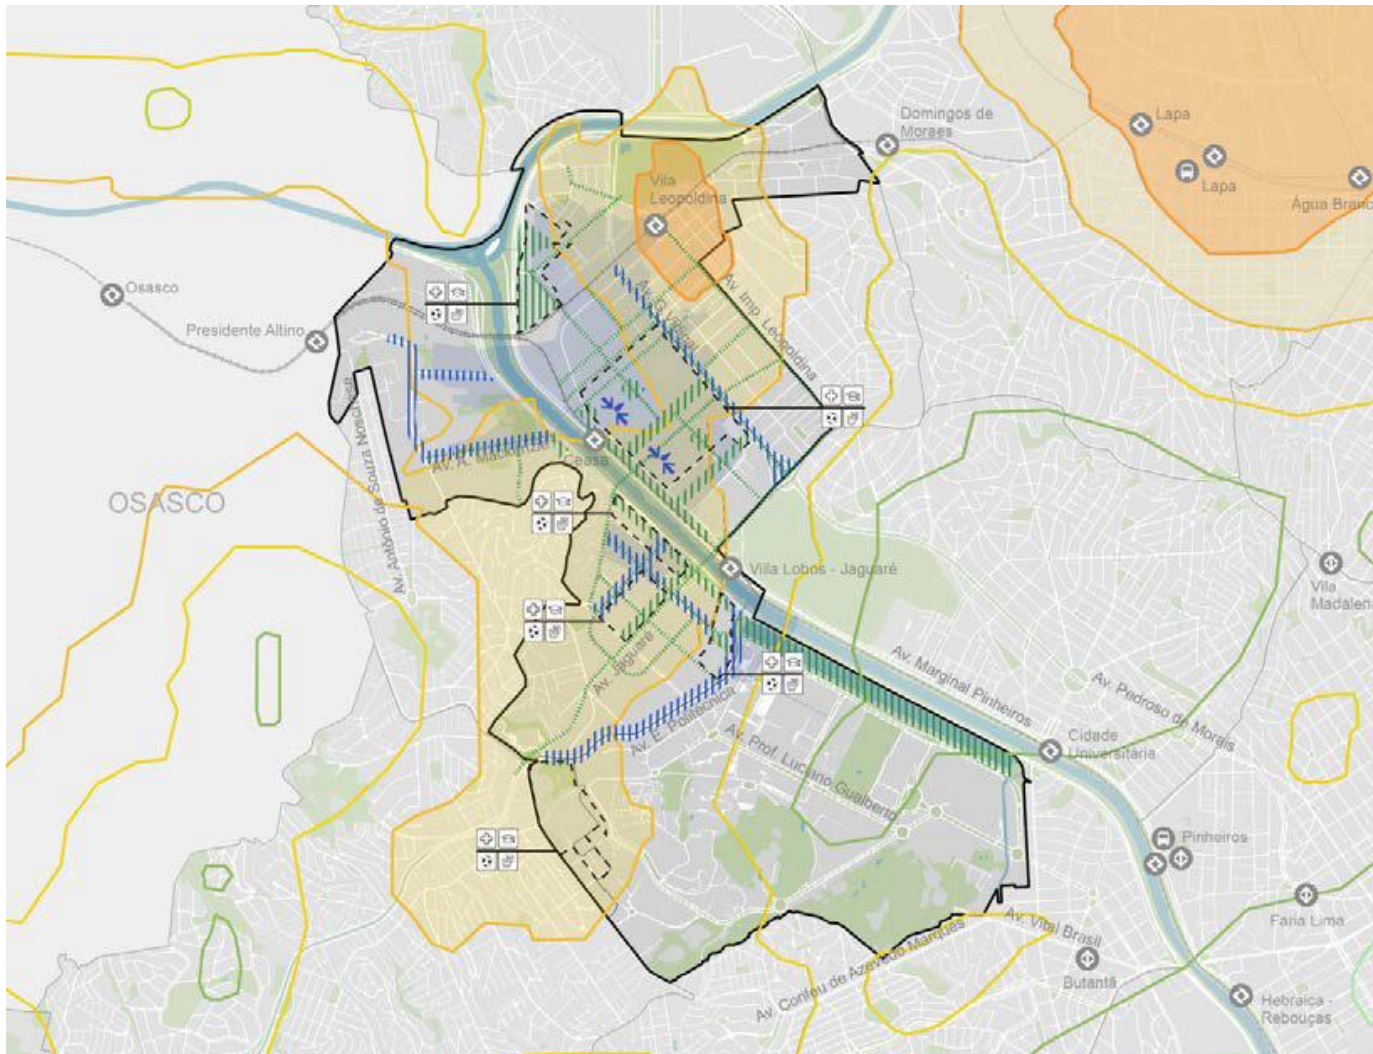 Domingos de
Moraes
Lapa
Lapa
Água Branc
Vila
Leopoldina
Osasco
Presidente Altino
Av. Imp. Leopoldina
Av. A. Mackenzie
Ceasa
OSASCO
Av. Antônio de Souza Noschese
Villa Lobos - Jaguaré
Vila
Madalena
Av. Jaguaré
Av. E. Politécnica
Av. Marginal Pinheiros
Av. Pedroso de Morais
Cidade
Universitária
Av. Prof. Luciano Gualberto
Pinheiros
Faria Lima
Av. Vital Brasil
Av. Corifeu de Azevedo Marques
Butantã
Hebraica -
Rebouças